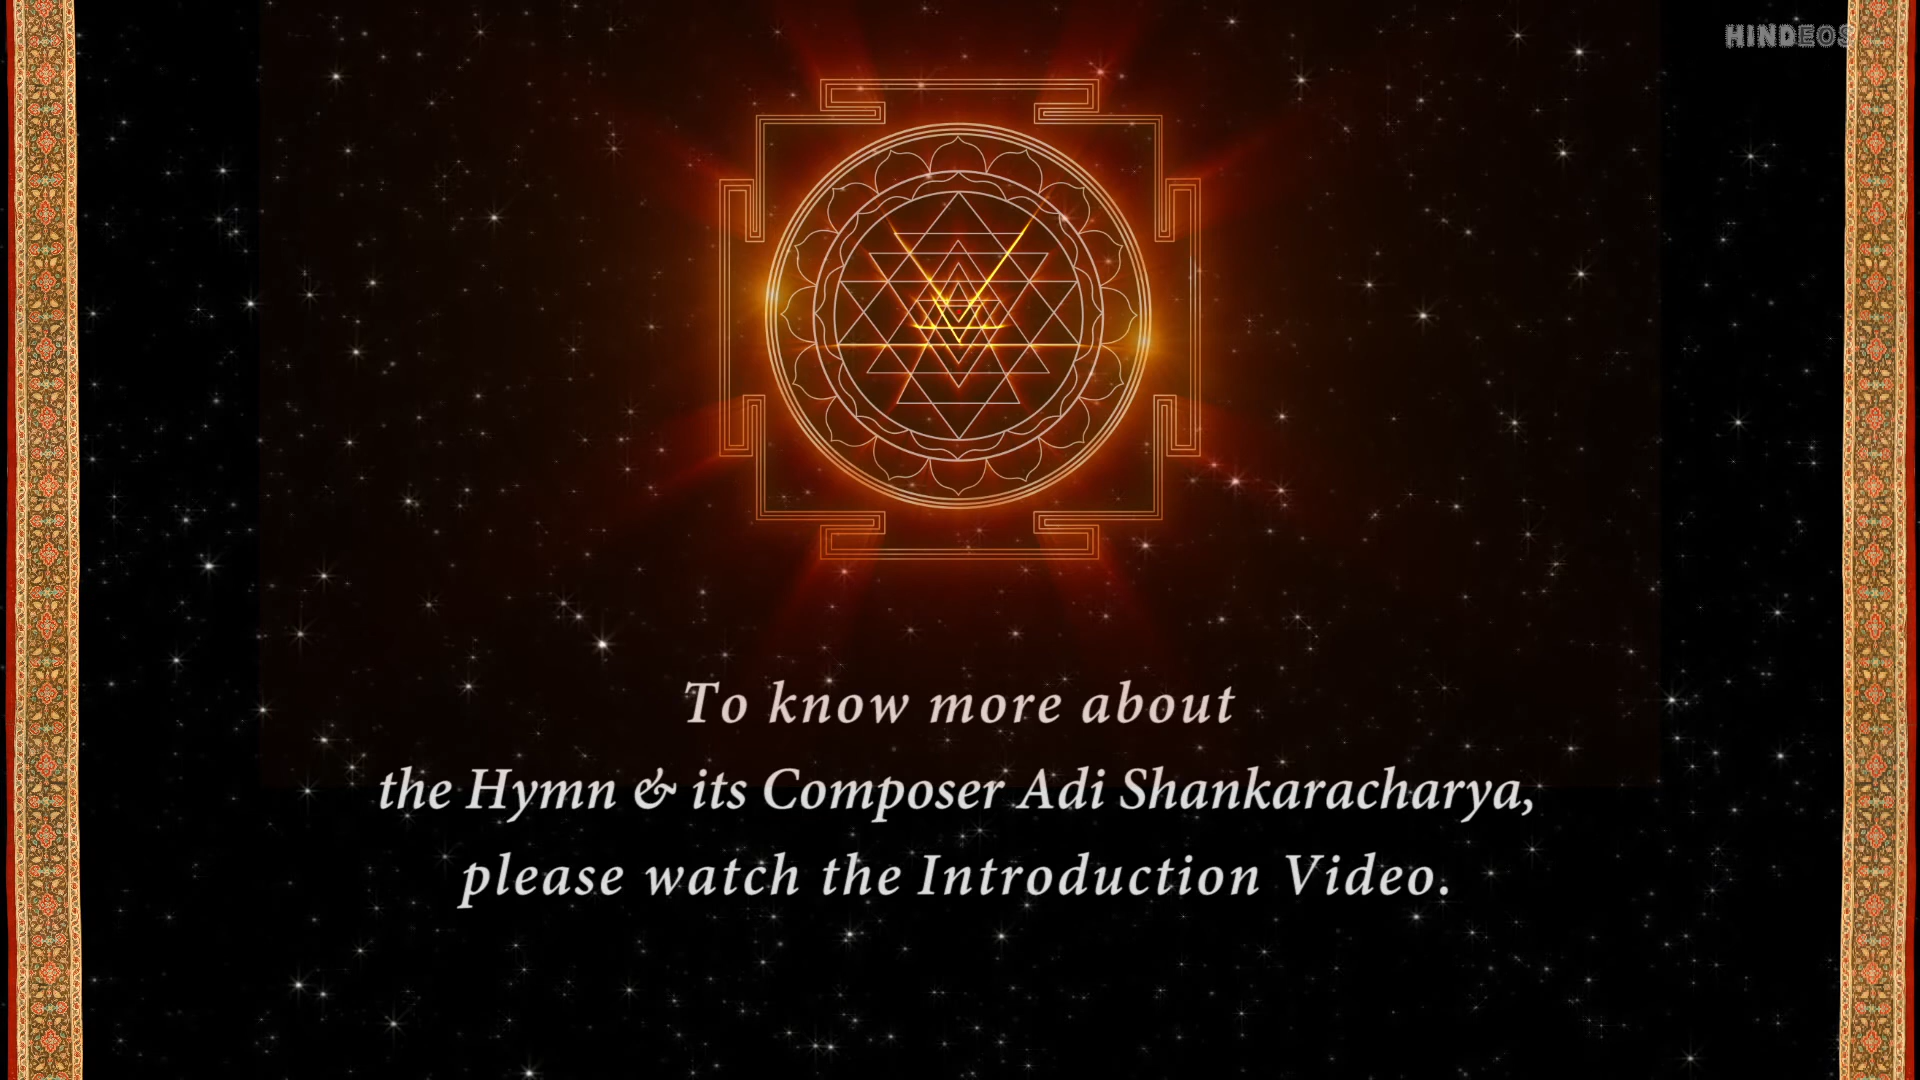 HINDEOS
To know more about
the Hymn & its Composer Adi Shankaracharya,
please watch the Introduction Video.